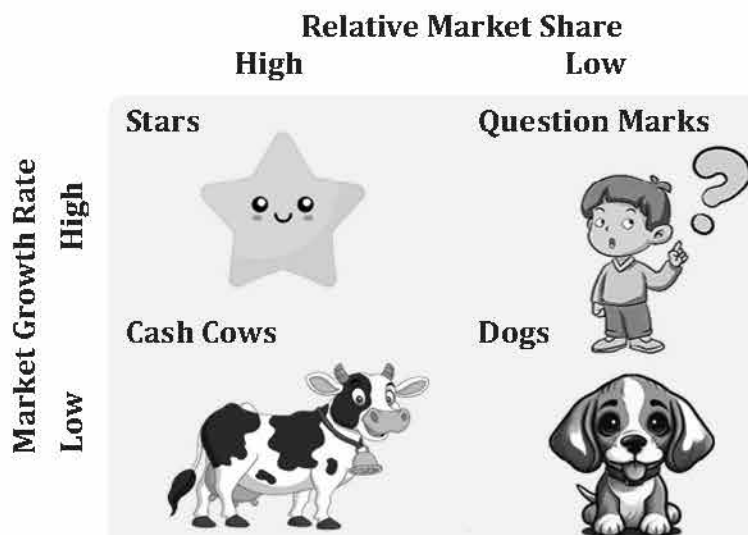 Relative Market Share
High Low
Stars Question Marks
Market Growth Rate
High
Cash Cows Dogs
Low
?